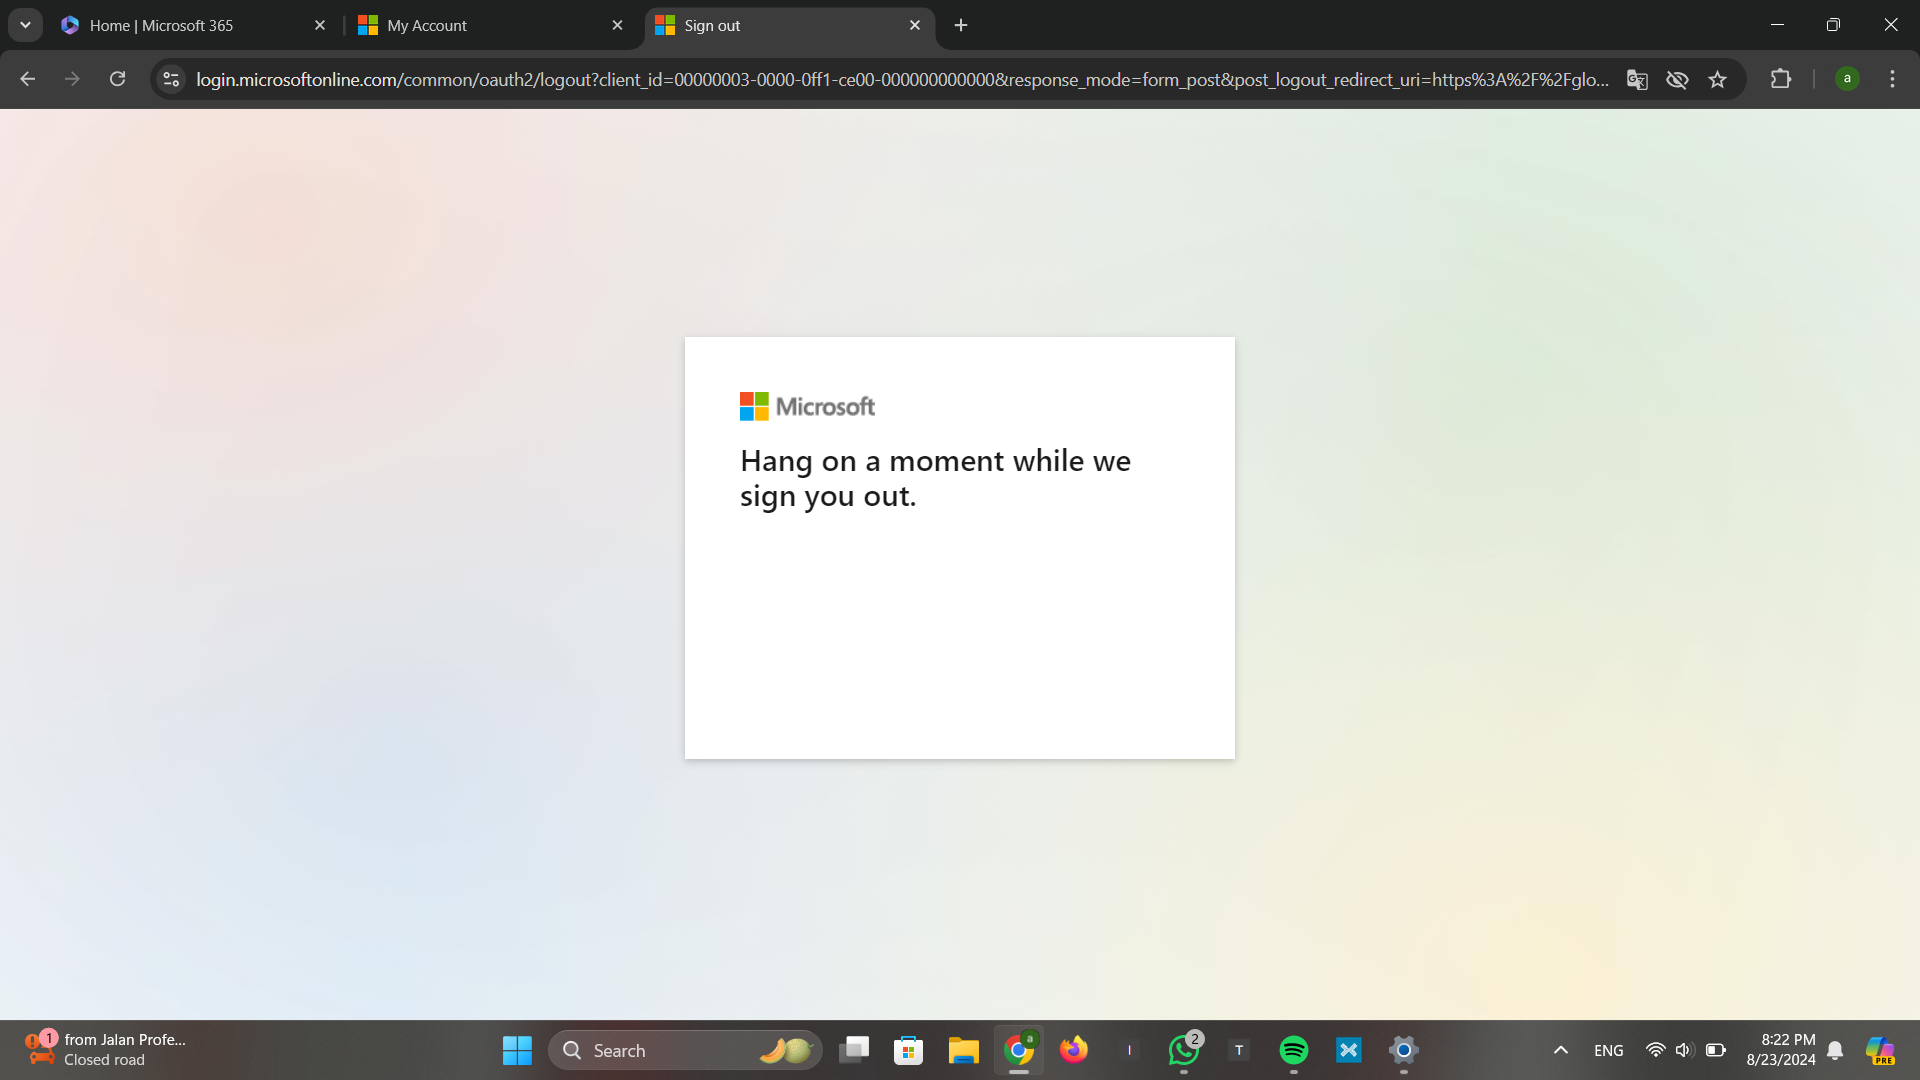 Home | Microsoft 365
My Account
Sign out
login.microsoftonline.com/common/oauth2/logout?client_id=00000003-0000-0ff1-ce00-000000000000&response_mode=form_post&post_logout_redirect_uri=https%3A%2F%2Fglo...
a
Microsoft
Hang on a moment while we
sign you out.
1
from Jalan Profe...
Closed road
Search
a
I
2
T
ENG
8:22 PM
8/23/2024
PRE